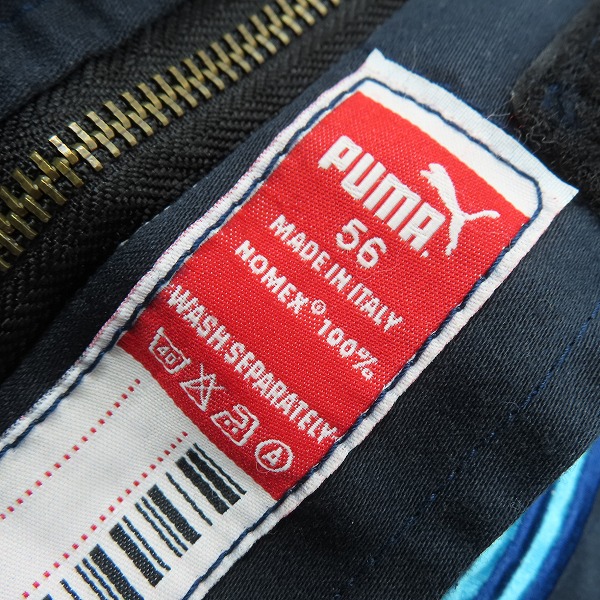 PUMA.
56
MADE IN ITALY
NOMEX® 100%
WASH SEPARATELY
40 A